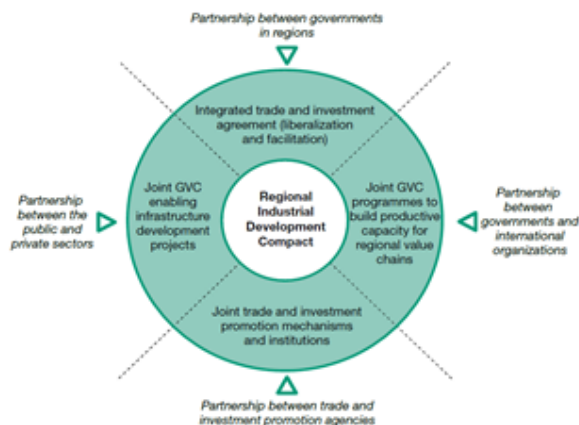 Partnership between governments
in regions
Integrated trade and investment
agreement (liberalization
and facilitation)
Partnership
between the
public and
private sectors
Joint GVC
enabling
infrastructure
development
projects
Regional
Industrial
Development
Compact
Joint GVC
programmes to
build productive
capacity for
regional value
chains
Partnership
between
governments and
international
organizations
Joint trade and investment
promotion mechanisms
and institutions
Partnership between trade and
investment promotion agencies